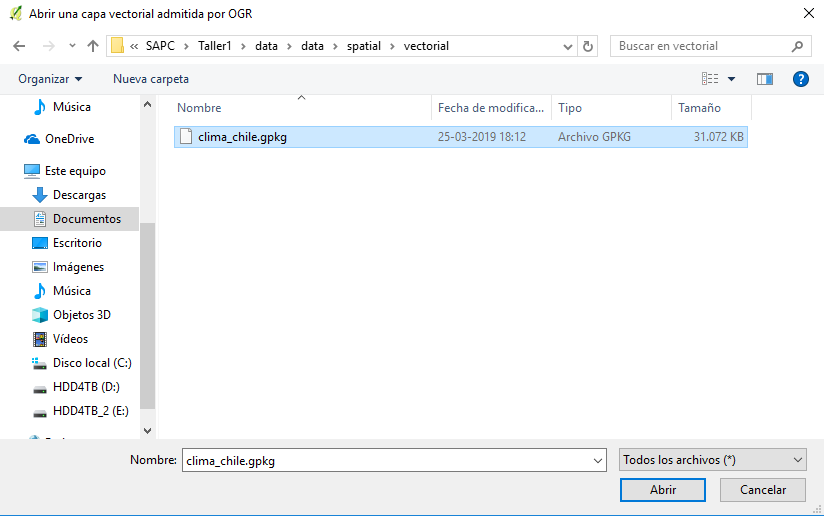 Abrir una capa vectorial admitida por OGR
« SAPC › Taller1 › data › data › spatial › vectorial
Buscar en vectorial
Organizar
Nueva carpeta
Música
OneDrive
Este equipo
Descargas
Documentos
Escritorio
Imágenes
Música
Objetos 3D
Vídeos
Disco local (C:)
HDD4TB (D:)
HDD4TB_2 (E:)
Nombre Fecha de modifica... Tipo Tamaño
clima_chile.gpkg 25-03-2019 18:12 Archivo GPKG 31.072 KB
Nombre: clima_chile.gpkg Todos los archivos (*)
Abrir Cancelar